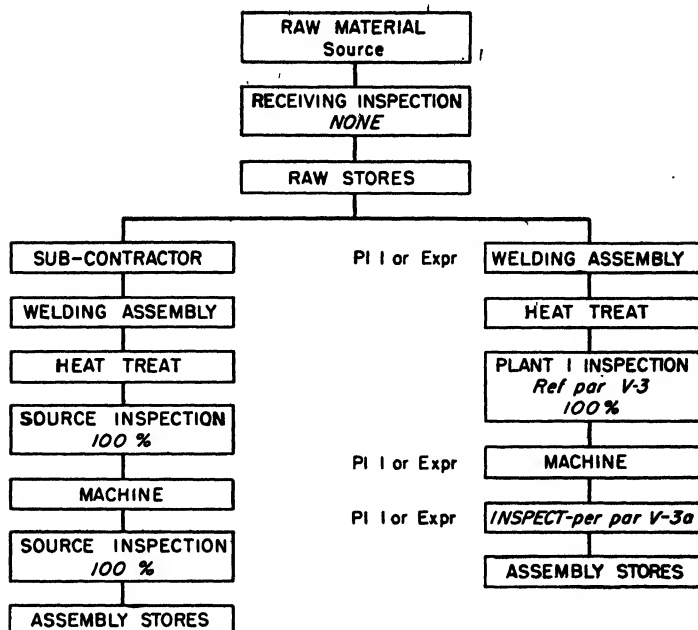 RAW MATERIAL
Source
RECEIVING INSPECTION
NONE
RAW STORES
SUB-CONTRACTOR
WELDING ASSEMBLY
HEAT TREAT
SOURCE INSPECTION
100 %
MACHINE
SOURCE INSPECTION
100 %
ASSEMBLY STORES
Pl I or Expr
WELDING ASSEMBLY
HEAT TREAT
PLANT I INSPECTION
Ref par V-3
100 %
Pl I or Expr
MACHINE
Pl I or Expr
INSPECT-per par V-3a
ASSEMBLY STORES